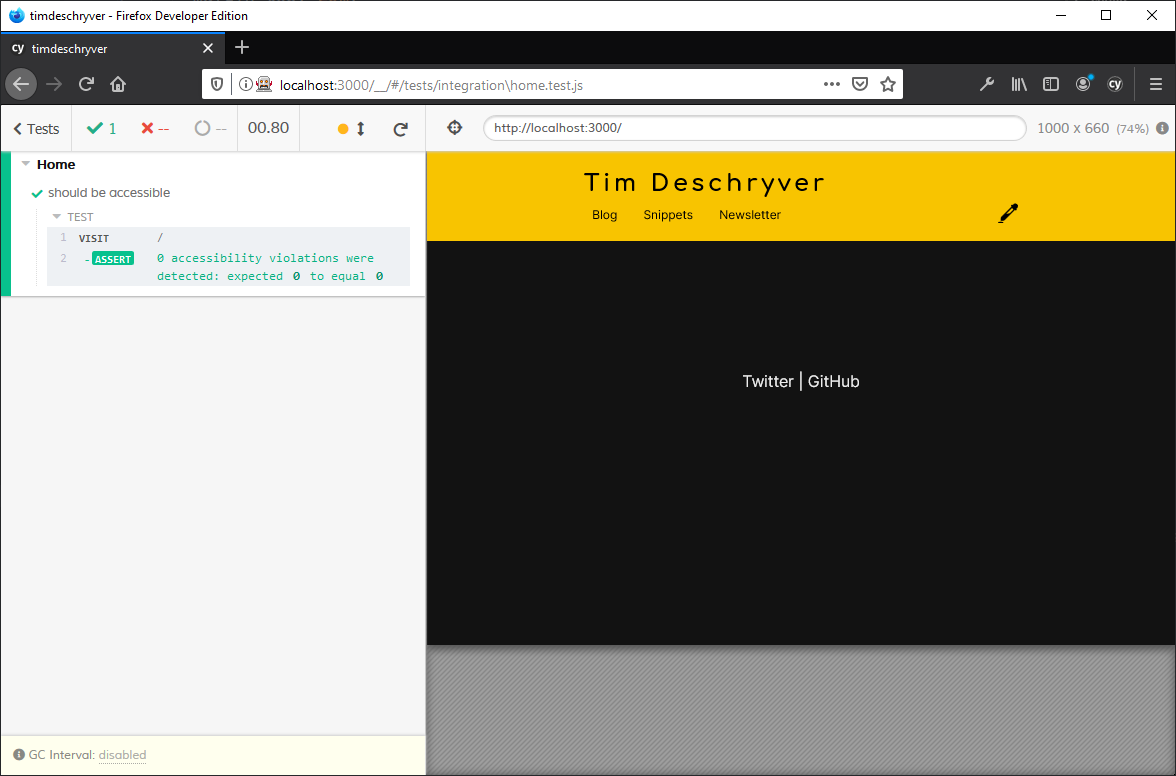 timdeschryver - Firefox Developer Edition
cy timdeschryver
localhost:3000/__/#/tests/integration\home.test.js
cy
Tests 1 -- -- 00.80
http://localhost:3000/
1000 x 660 (74%)
Home
should be accessible
TEST
1 VISIT /
2 -ASSERT 0 accessibility violations were
detected: expected 0 to equal 0
GC Interval: disabled
Tim Deschryver
Blog Snippets Newsletter
Twitter | GitHub